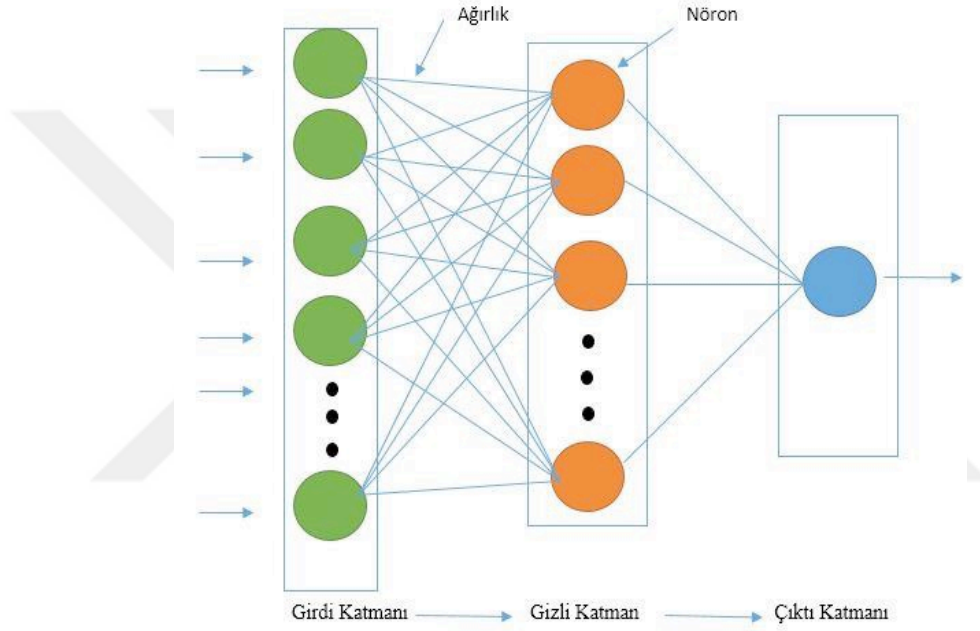 Ağırlık
Nöron
Girdi Katmanı
Gizli Katman
Çıktı Katmanı